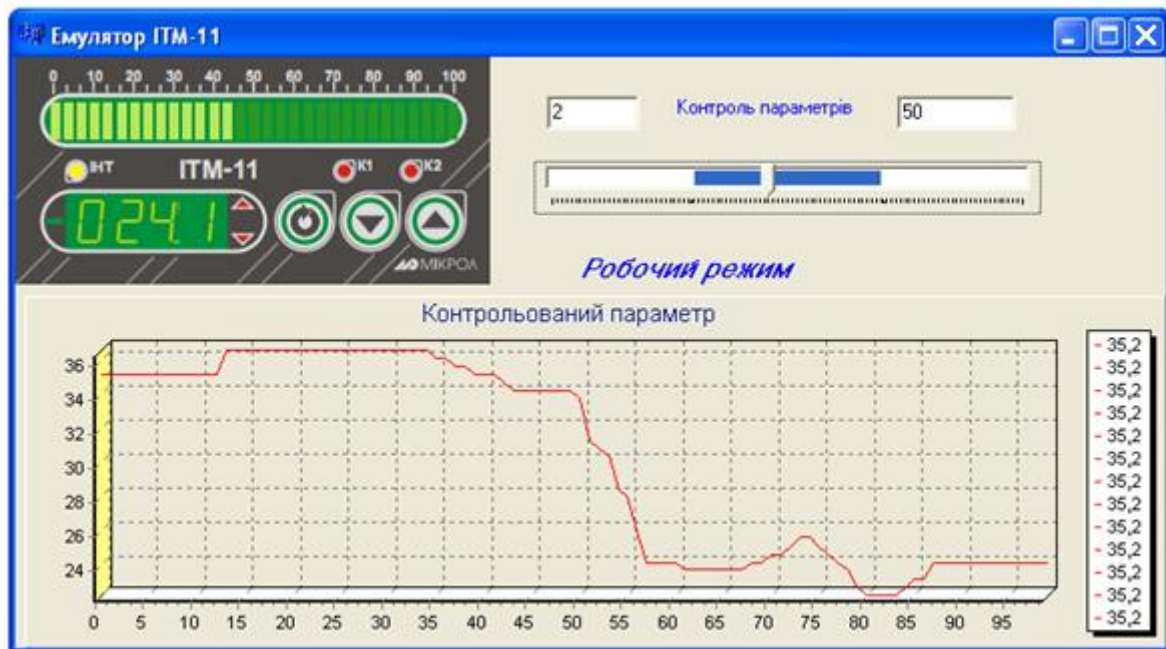 Емулятор ІТМ-11
0 10 20 30 40 50 60 70 80 90 100
ІНТ ІТМ-11 К1 К2
024.1
МІКРОЛ
2 Контроль параметрів 50
Робочий режим
Контрольований параметр
36
34
32
30
28
26
24
0 5 10 15 20 25 30 35 40 45 50 55 60 65 70 75 80 85 90 95
35,2
35,2
35,2
35,2
35,2
35,2
35,2
35,2
35,2
35,2
35,2
35,2
35,2